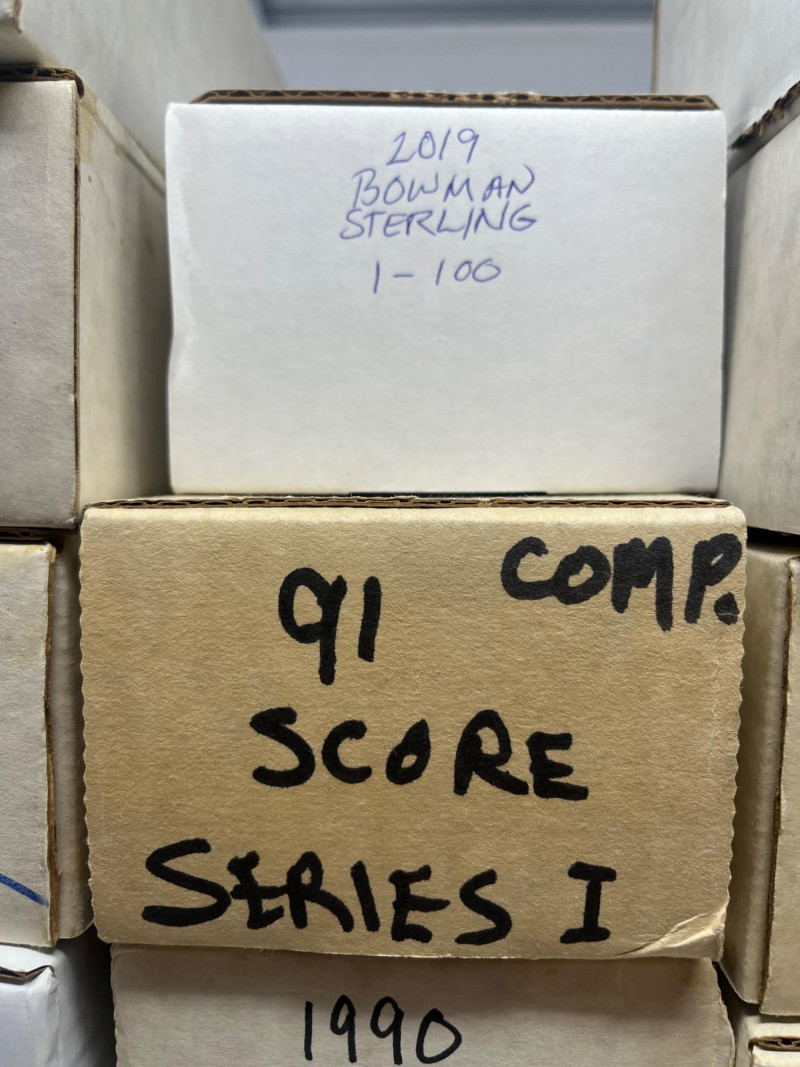 2019
BOWMAN
STERLING
1-100
COMP.
91
SCORE
SERIES I
1990